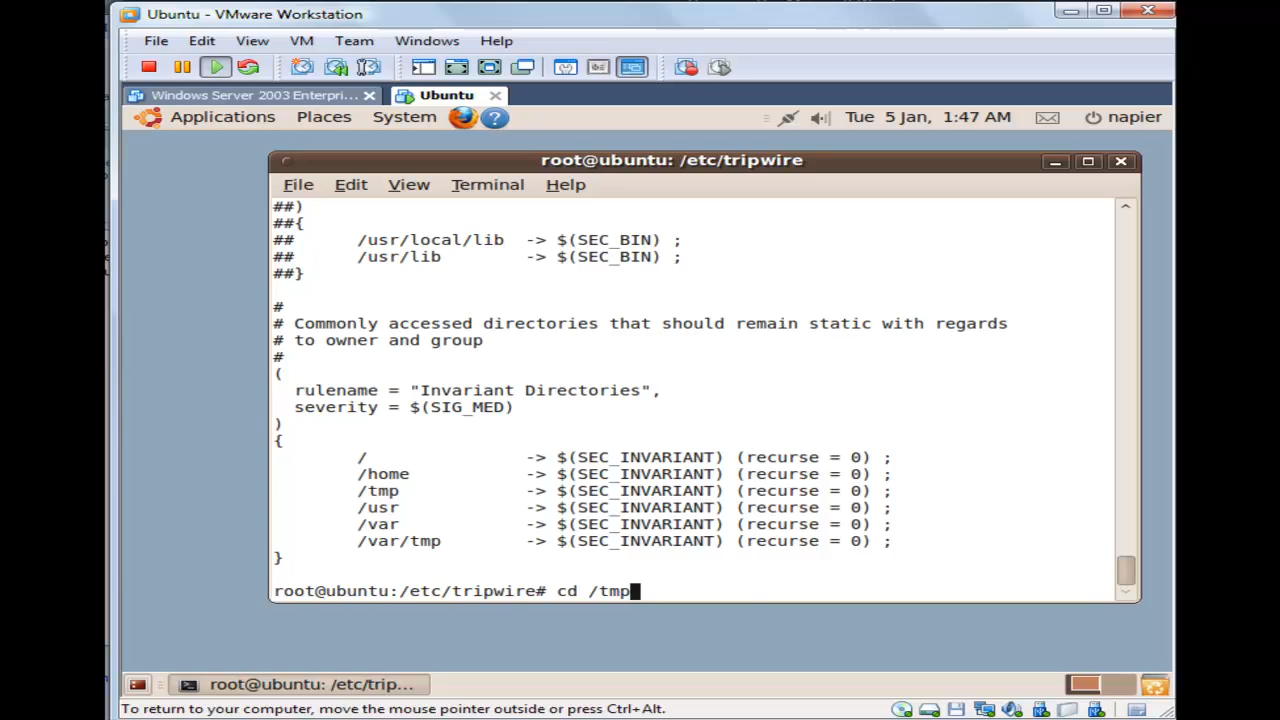 Ubuntu - VMware Workstation
File Edit View VM Team Windows Help
Windows Server 2003 Enterpri... Ubuntu
Applications Places System Tue 5 Jan, 1:47 AM napier
root@ubuntu: /etc/tripwire
File Edit View Terminal Help
##)
##{
## /usr/local/lib -> $(SEC_BIN) ;
## /usr/lib -> $(SEC_BIN) ;
##}
#
# Commonly accessed directories that should remain static with regards
# to owner and group
#
(
rulename = "Invariant Directories",
severity = $(SIG_MED)
)
{
/ -> $(SEC_INVARIANT) (recurse = 0) ;
/home -> $(SEC_INVARIANT) (recurse = 0) ;
/tmp -> $(SEC_INVARIANT) (recurse = 0) ;
/usr -> $(SEC_INVARIANT) (recurse = 0) ;
/var -> $(SEC_INVARIANT) (recurse = 0) ;
/var/tmp -> $(SEC_INVARIANT) (recurse = 0) ;
}
root@ubuntu:/etc/tripwire# cd /tmp
root@ubuntu: /etc/trip...
To return to your computer, move the mouse pointer outside or press Ctrl+Alt.